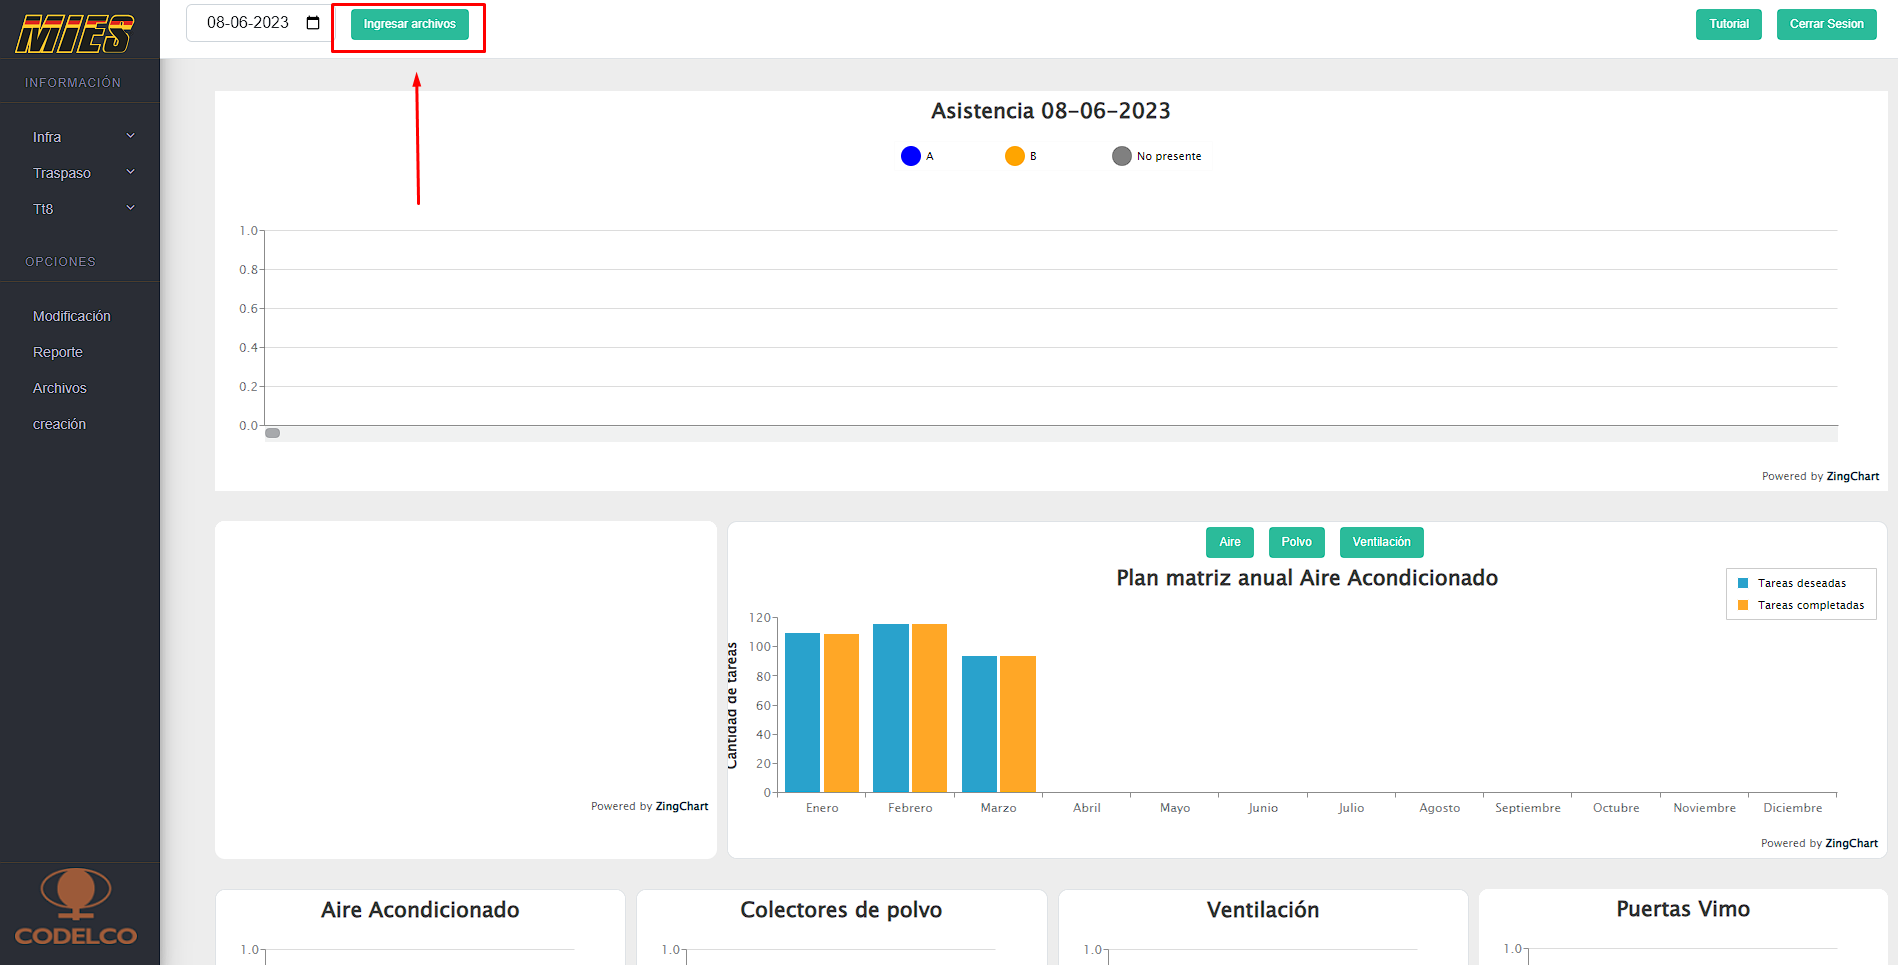 MIES
08-06-2023
Ingresar archivos
Tutorial
Cerrar Sesion
INFORMACIÓN
Infra
Traspaso
Tt8
OPCIONES
Modificación
Reporte
Archivos
creación
CODELCO
Asistencia 08-06-2023
A
B
No presente
1.0
0.8
0.6
0.4
0.2
0.0
Powered by ZingChart
Powered by ZingChart
Aire
Polvo
Ventilación
Plan matriz anual Aire Acondicionado
Tareas deseadas
Tareas completadas
Cantidad de tareas
120
100
80
60
40
20
0
Enero
Febrero
Marzo
Abril
Mayo
Junio
Julio
Agosto
Septiembre
Octubre
Noviembre
Diciembre
Powered by ZingChart
Aire Acondicionado
1.0
Colectores de polvo
1.0
Ventilación
1.0
Puertas Vimo
1.0